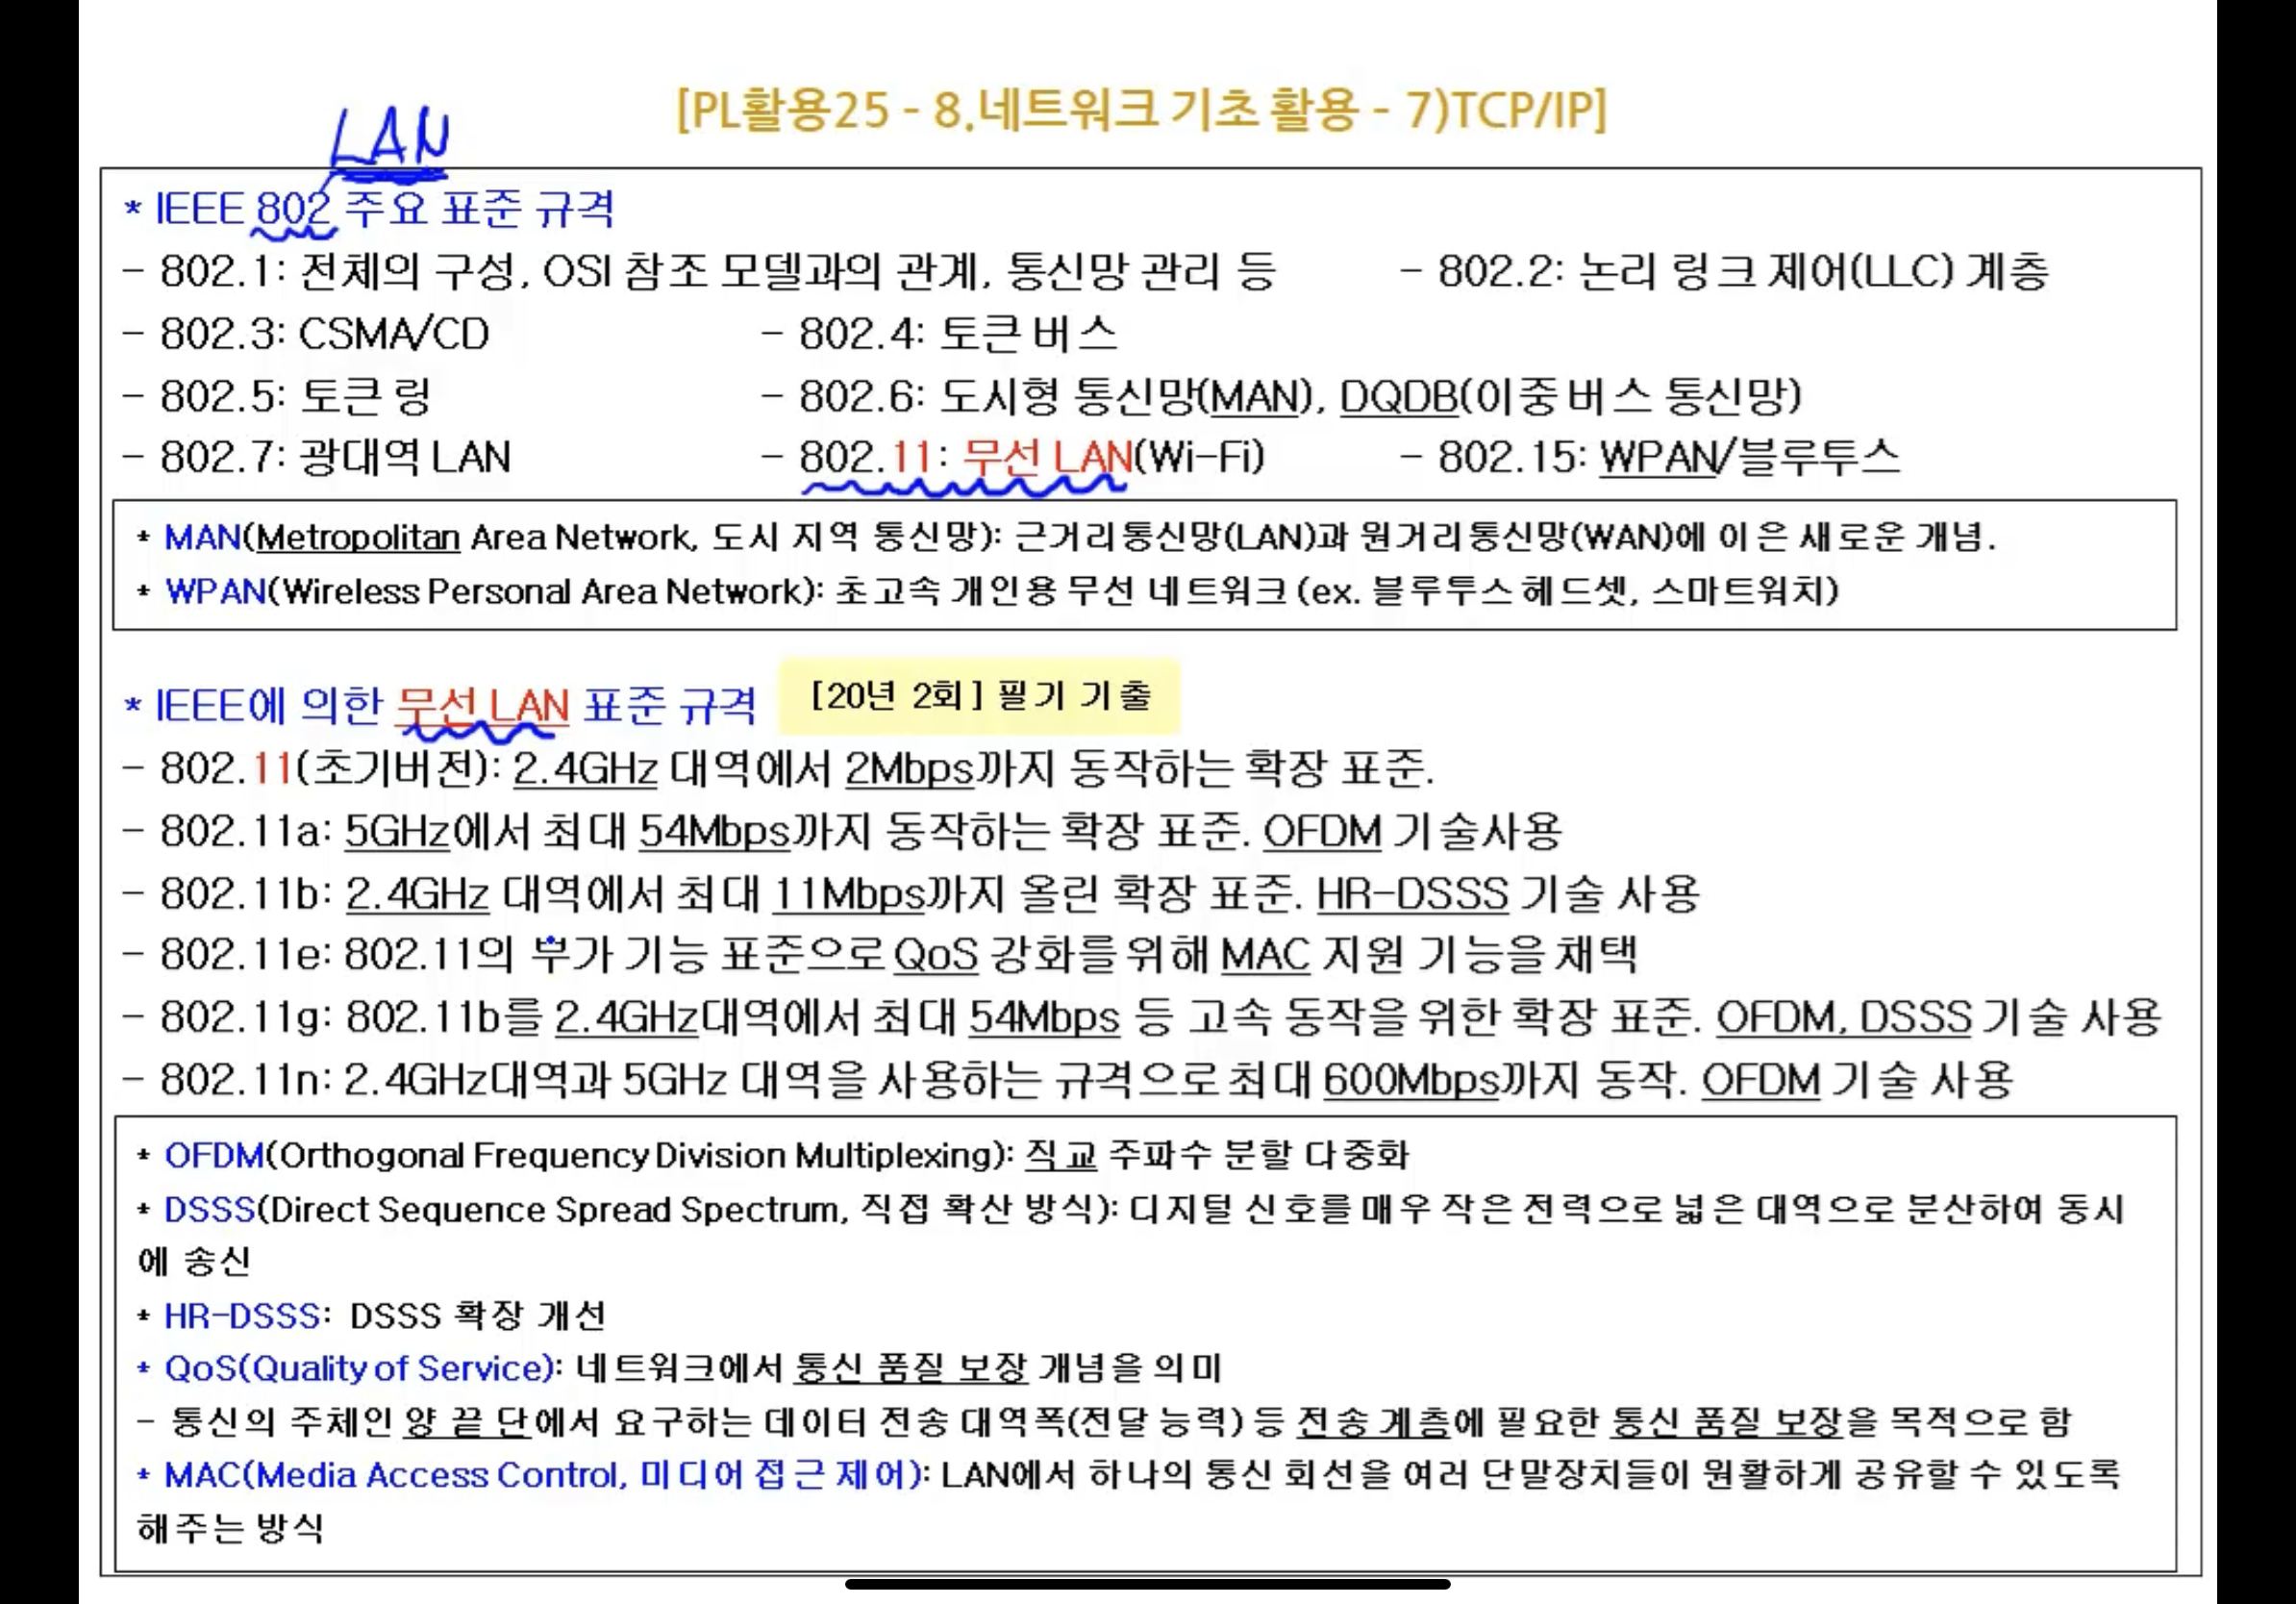 [PL활용25 - 8.네트워크 기초 활용 - 7)TCP/IP]
LAN
* IEEE 802 주요 표준 규격
- 802.1: 전체의 구성, OSI 참조 모델과의 관계, 통신망 관리 등 - 802.2: 논리 링크 제어(LLC) 계층
- 802.3: CSMA/CD - 802.4: 토큰 버스
- 802.5: 토큰 링 - 802.6: 도시형 통신망(MAN), DQDB(이중 버스 통신망)
- 802.7: 광대역 LAN - 802.11: 무선 LAN(Wi-Fi) - 802.15: WPAN/블루투스
* MAN(Metropolitan Area Network, 도시 지역 통신망): 근거리통신망(LAN)과 원거리통신망(WAN)에 이은 새로운 개념.
* WPAN(Wireless Personal Area Network): 초고속 개인용 무선 네트워크 (ex. 블루투스 헤드셋, 스마트워치)
* IEEE에 의한 무선 LAN 표준 규격 [20년 2회] 필기 기출
- 802.11(초기버전): 2.4GHz 대역에서 2Mbps까지 동작하는 확장 표준.
- 802.11a: 5GHz에서 최대 54Mbps까지 동작하는 확장 표준. OFDM 기술사용
- 802.11b: 2.4GHz 대역에서 최대 11Mbps까지 올린 확장 표준. HR-DSSS 기술 사용
- 802.11e: 802.11의 부가 기능 표준으로 QoS 강화를 위해 MAC 지원 기능을 채택
- 802.11g: 802.11b를 2.4GHz대역에서 최대 54Mbps 등 고속 동작을 위한 확장 표준. OFDM, DSSS 기술 사용
- 802.11n: 2.4GHz대역과 5GHz 대역을 사용하는 규격으로 최대 600Mbps까지 동작. OFDM 기술 사용
* OFDM(Orthogonal Frequency Division Multiplexing): 직교 주파수 분할 다중화
* DSSS(Direct Sequence Spread Spectrum, 직접 확산 방식): 디지털 신호를 매우 작은 전력으로 넓은 대역으로 분산하여 동시
에 송신
* HR-DSSS: DSSS 확장 개선
* QoS(Quality of Service): 네트워크에서 통신 품질 보장 개념을 의미
- 통신의 주체인 양 끝 단에서 요구하는 데이터 전송 대역폭(전달 능력) 등 전송 계층에 필요한 통신 품질 보장을 목적으로 함
* MAC(Media Access Control, 미디어 접근 제어): LAN에서 하나의 통신 회선을 여러 단말장치들이 원활하게 공유할 수 있도록
해주는 방식